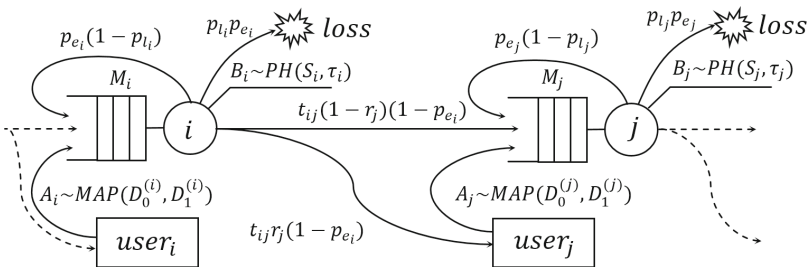 p_{e_i}(1 − p_{l_i})
p_{l_i}p_{e_i}
loss
B_i~PH(S_i, τ_i)
M_i
i
t_{ij}(1 − r_j)(1 − p_{e_i})
A_i~MAP(D_0^{(i)}, D_1^{(i)})
user_i
t_{ij}r_j(1 − p_{e_i})
p_{e_j}(1 − p_{l_j})
p_{l_j}p_{e_j}
loss
B_j~PH(S_j, τ_j)
M_j
j
A_j~MAP(D_0^{(j)}, D_1^{(j)})
user_j